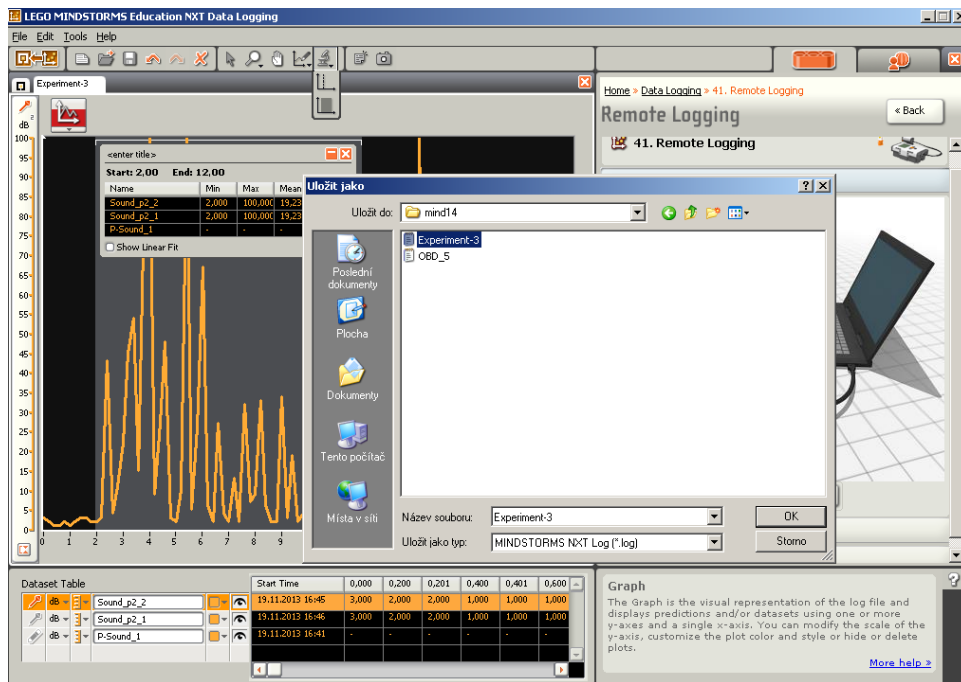 LEGO MINDSTORMS Education NXT Data Logging
File Edit Tools Help
Experiment-3
Home » Data Logging » 41. Remote Logging
Remote Logging
« Back
41. Remote Logging
dB
100
95
90
85
80
75
70
65
60
55
50
45
40
35
30
25
20
15
10
5
0
0 1 2 3 4 5 6 7 8 9
<enter title>
Start: 2,00 End: 12,00
Name Min Max Mean
Sound_p2_2 2,000 100,000 19,23
Sound_p2_1 2,000 100,000 19,23
P-Sound_1 - - -
Show Linear Fit
Uložit jako
Uložit do: mind14
Poslední dokumenty
Plocha
Dokumenty
Tento počítač
Místa v síti
Experiment-3
OBD_5
Název souboru: Experiment-3 OK
Uložit jako typ: MINDSTORMS NXT Log (*.log) Storno
Dataset Table
Start Time 0,000 0,200 0,201 0,400 0,401 0,600
dB Sound_p2_2 19.11.2013 16:45 3,000 2,000 2,000 1,000 1,000 1,000
dB Sound_p2_1 19.11.2013 16:46 3,000 2,000 2,000 1,000 1,000 1,000
dB P-Sound_1 19.11.2013 16:41 - - - - - -
Graph
The Graph is the visual representation of the log file and
displays predictions and/or datasets using one or more
y-axes and a single x-axis. You can modify the scale of the
y-axis, customize the plot color and style or hide or delete
plots.
More help »